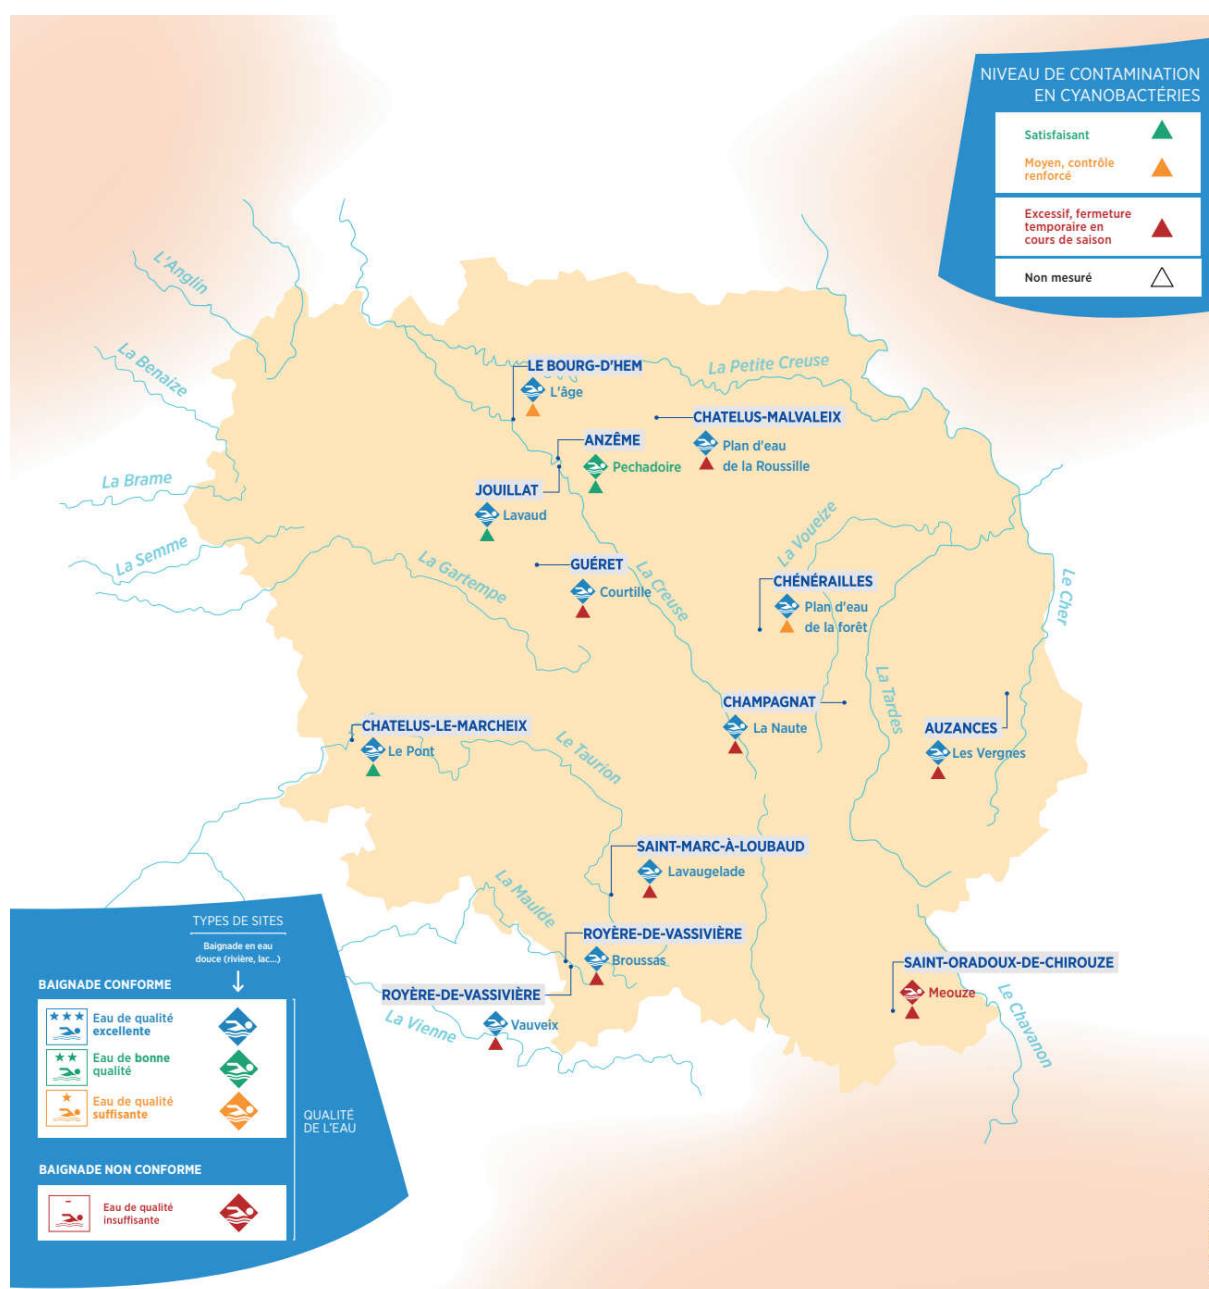 NIVEAU DE CONTAMINATION
EN CYANOBACTÉRIES
Satisfaisant
Moyen, contrôle
renforcé
Excessif, fermeture
temporaire en
cours de saison
Non mesuré
L'Anglin
La Benaize
La Brame
La Semme
La Gartempe
La Petite Creuse
La Creuse
La Voueize
Le Cher
La Tardes
Le Taurion
La Mauide
La Vienne
Le Chavanon
LE BOURG-D'HEM
L'âge
CHATELUS-MALVALEIX
Plan d'eau
de la Roussille
ANZÊME
Pechadoire
JOUILLAT
Lavaud
GUÉRET
Courtille
CHÉNÉRAILLES
Plan d'eau
de la forêt
CHAMPAGNAT
La Naute
AUZANCES
Les Vergnes
CHATELUS-LE-MARCHEIX
Le Pont
SAINT-MARC-À-LOUBAUD
Lavaugelade
ROYÈRE-DE-VASSIVIÈRE
Broussas
ROYÈRE-DE-VASSIVIÈRE
Vauveix
SAINT-ORADOUX-DE-CHIROUZE
Meouze
TYPES DE SITES
Baignade en eau
douce (rivière, lac...)
BAIGNADE CONFORME
Eau de qualité
excellente
Eau de bonne
qualité
Eau de qualité
suffisante
QUALITÉ
DE L'EAU
BAIGNADE NON CONFORME
Eau de qualité
insuffisante